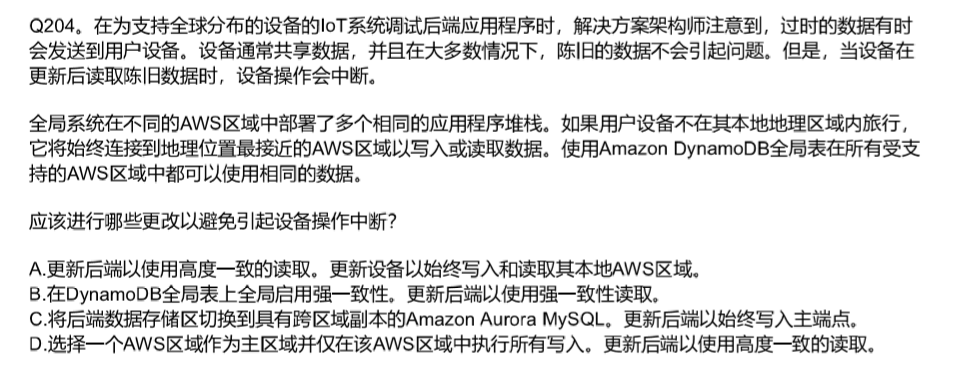 Q204。在为支持全球分布的设备的IoT系统调试后端应用程序时，解决方案架构师注意到，过时的数据有时
会发送到用户设备。设备通常共享数据，并且在大多数情况下，陈旧的数据不会引起问题。但是，当设备在
更新后读取陈旧数据时，设备操作会中断。
全局系统在不同的AWS区域中部署了多个相同的应用程序堆栈。如果用户设备不在其本地地理区域内旅行，
它将始终连接到地理位置最接近的AWS区域以写入或读取数据。使用Amazon DynamoDB全局表在所有受支
持的AWS区域中都可以使用相同的数据。
应该进行哪些更改以避免引起设备操作中断？
A.更新后端以使用高度一致的读取。更新设备以始终写入和读取其本地AWS区域。
B.在DynamoDB全局表上全局启用强一致性。更新后端以使用强一致性读取。
C.将后端数据存储区切换到具有跨区域副本的Amazon Aurora MySQL。更新后端以始终写入主端点。
D.选择一个AWS区域作为主区域并仅在该AWS区域中执行所有写入。更新后端以使用高度一致的读取。